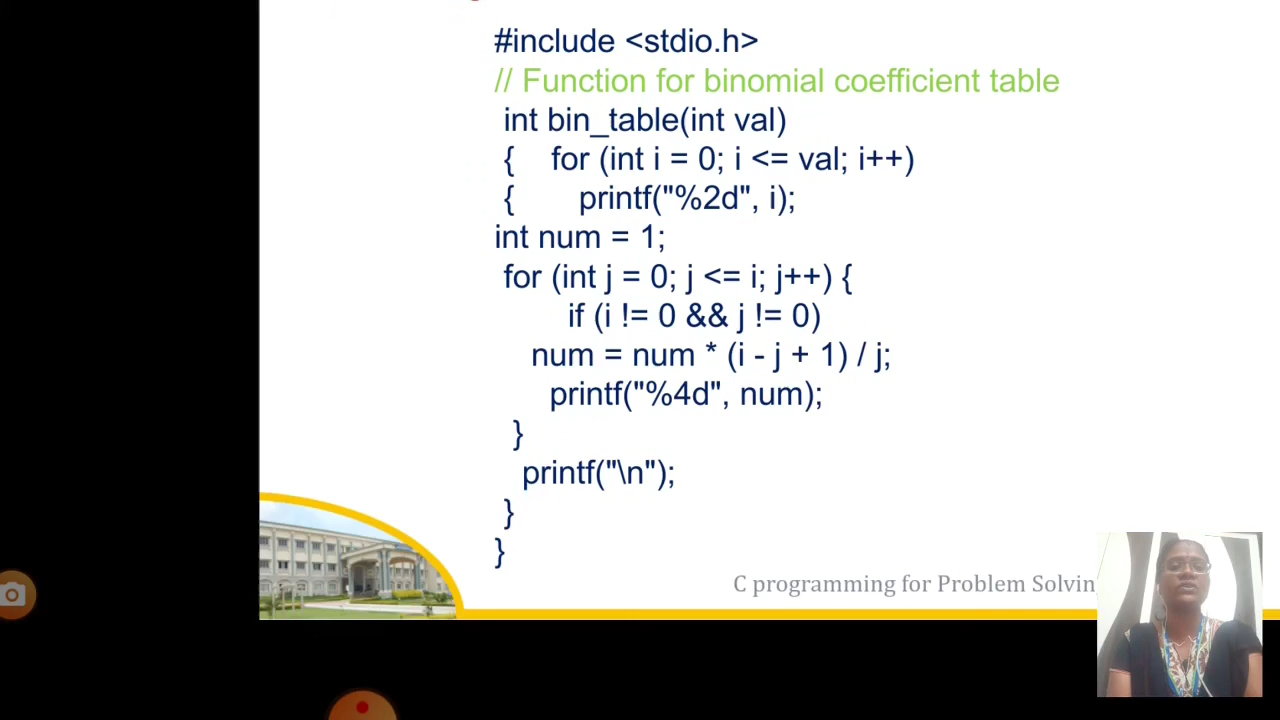 #include <stdio.h>
// Function for binomial coefficient table
int bin_table(int val)
{ for (int i = 0; i <= val; i++)
{ printf("%2d", i);
int num = 1;
for (int j = 0; j <= i; j++) {
if (i != 0 && j != 0)
num = num * (i - j + 1) / j;
printf("%4d", num);
}
printf("\n");
}
}
C programming for Problem Solvin